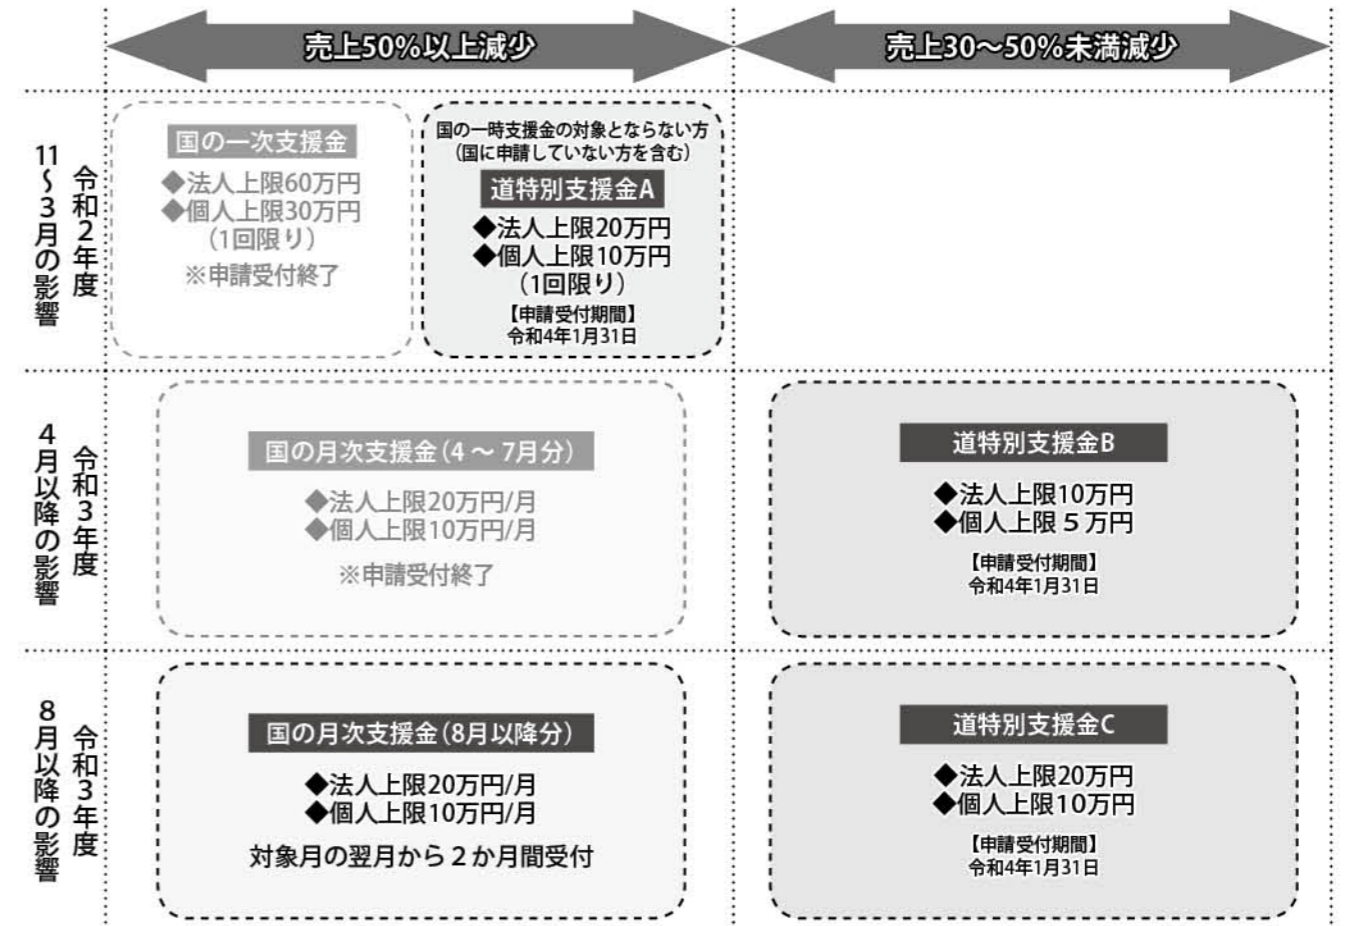 売上50%以上減少
売上30～50%未満減少
令和2年度
11～3月の影響
国の一次支援金
◆法人上限60万円
◆個人上限30万円
（1回限り）
※申請受付終了
国の一時支援金の対象とならない方
（国に申請していない方を含む）
道特別支援金A
◆法人上限20万円
◆個人上限10万円
（1回限り）
【申請受付期間】
令和4年1月31日
令和3年度
4月以降の影響
国の月次支援金（4 ～ 7月分）
◆法人上限20万円/月
◆個人上限10万円/月
※申請受付終了
道特別支援金B
◆法人上限10万円
◆個人上限５万円
【申請受付期間】
令和4年1月31日
令和3年度
8月以降の影響
国の月次支援金（8月以降分）
◆法人上限20万円/月
◆個人上限10万円/月
対象月の翌月から２か月間受付
道特別支援金C
◆法人上限20万円
◆個人上限10万円
【申請受付期間】
令和4年1月31日